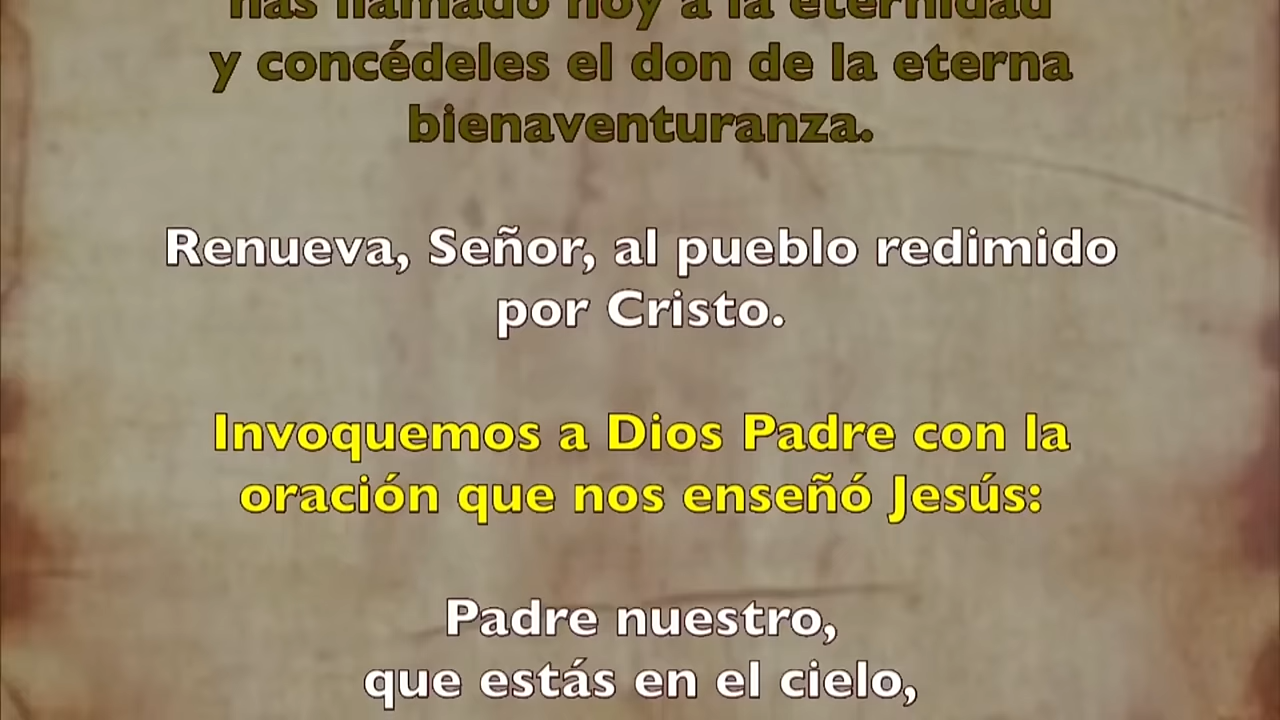 has llamado hoy a la eternidad
y concédeles el don de la eterna
bienaventuranza.
Renueva, Señor, al pueblo redimido
por Cristo.
Invoquemos a Dios Padre con la
oración que nos enseñó Jesús:
Padre nuestro,
que estás en el cielo,